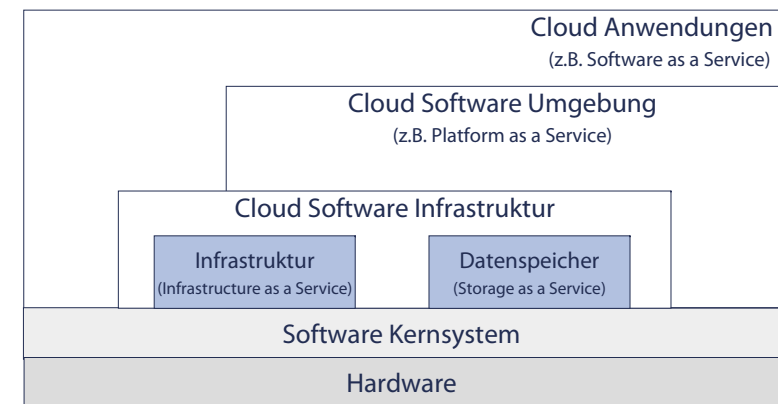 Cloud Anwendungen
(z.B. Software as a Service)
Cloud Software Umgebung
(z.B. Platform as a Service)
Cloud Software Infrastruktur
Infrastruktur
(Infrastructure as a Service)
Datenspeicher
(Storage as a Service)
Software Kernsystem
Hardware